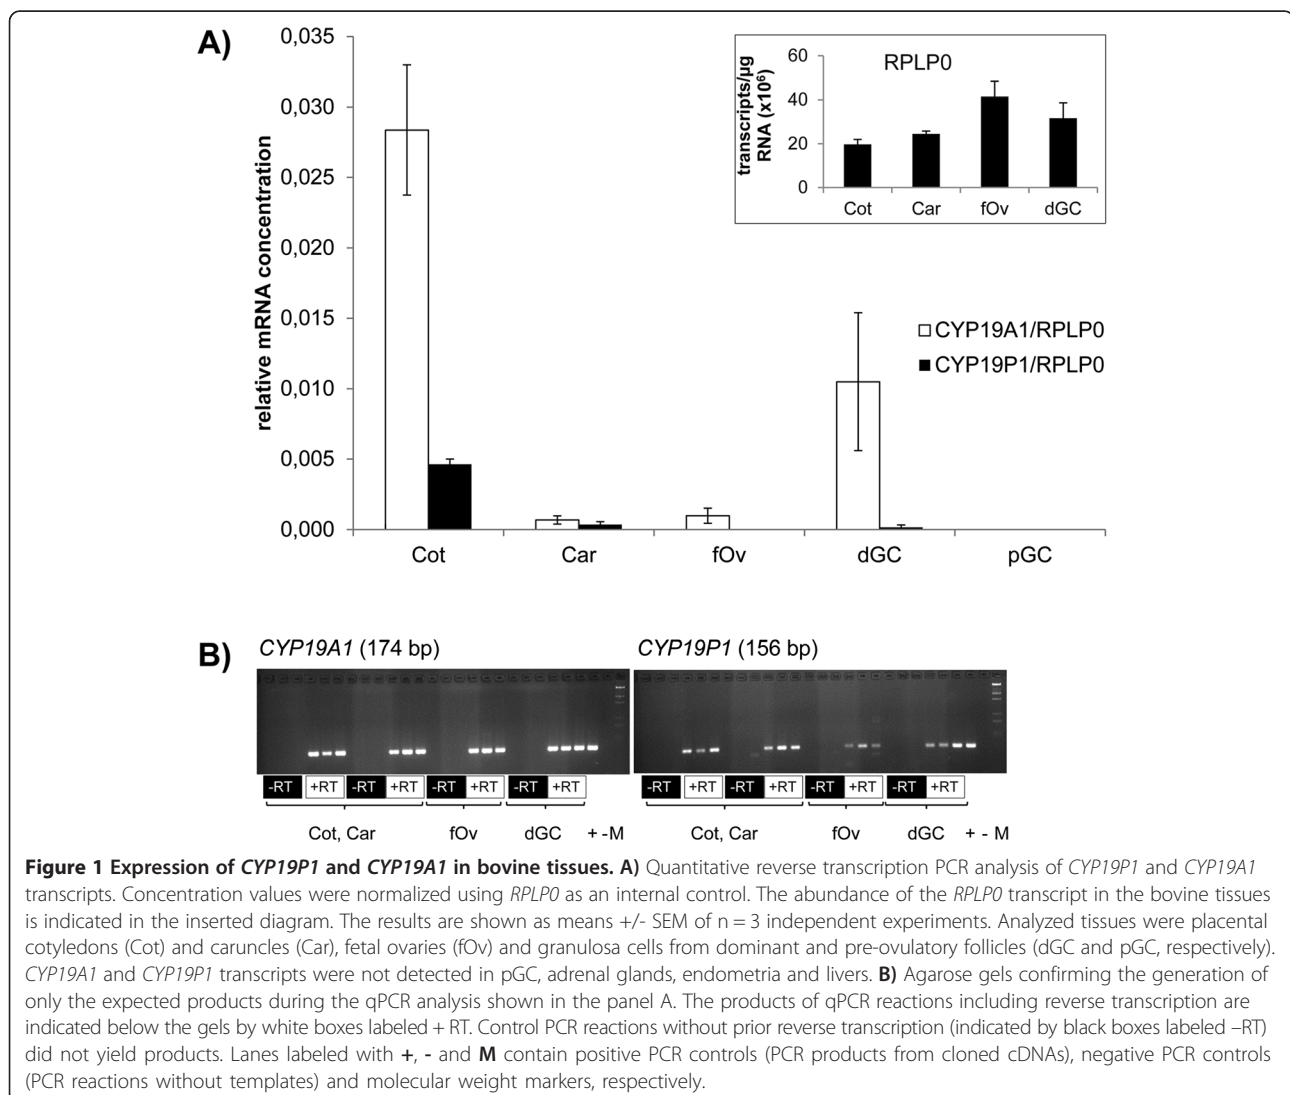 A)
0,035
0,030
0,025
0,020
0,015
0,010
0,005
0,000
relative mRNA concentration
Cot Car fOv dGC pGC
RPLP0
transcripts/µg
RNA (x10⁶)
60
40
20
0
Cot Car fOv dGC
CYP19A1/RPLP0
CYP19P1/RPLP0
B)
CYP19A1 (174 bp)
-RT +RT -RT +RT -RT +RT -RT +RT
Cot, Car fOv dGC + -M
CYP19P1 (156 bp)
-RT +RT -RT +RT -RT +RT -RT +RT
Cot, Car fOv dGC + - M
Figure 1 Expression of CYP19P1 and CYP19A1 in bovine tissues. A) Quantitative reverse transcription PCR analysis of CYP19P1 and CYP19A1
transcripts. Concentration values were normalized using RPLP0 as an internal control. The abundance of the RPLP0 transcript in the bovine tissues
is indicated in the inserted diagram. The results are shown as means +/- SEM of n = 3 independent experiments. Analyzed tissues were placental
cotyledons (Cot) and caruncles (Car), fetal ovaries (fOv) and granulosa cells from dominant and pre-ovulatory follicles (dGC and pGC, respectively).
CYP19A1 and CYP19P1 transcripts were not detected in pGC, adrenal glands, endometria and livers. B) Agarose gels confirming the generation of
only the expected products during the qPCR analysis shown in the panel A. The products of qPCR reactions including reverse transcription are
indicated below the gels by white boxes labeled + RT. Control PCR reactions without prior reverse transcription (indicated by black boxes labeled –RT)
did not yield products. Lanes labeled with +, - and M contain positive PCR controls (PCR products from cloned cDNAs), negative PCR controls
(PCR reactions without templates) and molecular weight markers, respectively.